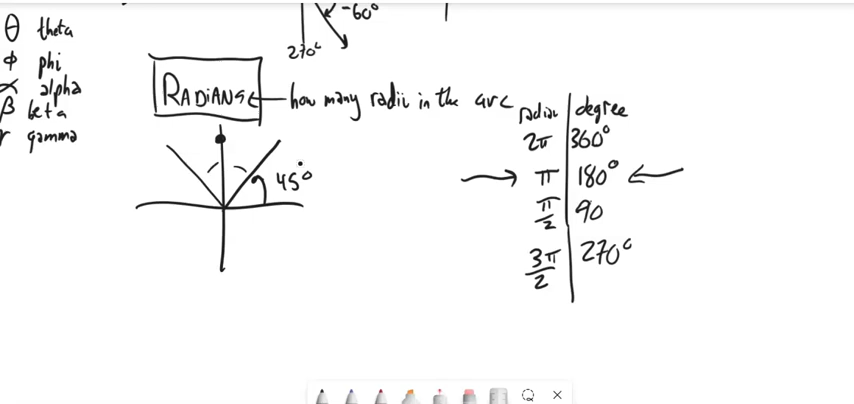 θ theta
-60°
270°
ϕ phi
α alpha
β beta
γ gamma
RADIANS
how many radii in the arc
radian degree
2π 360°
π 180°
π/2 90
3π/2 270°
45°